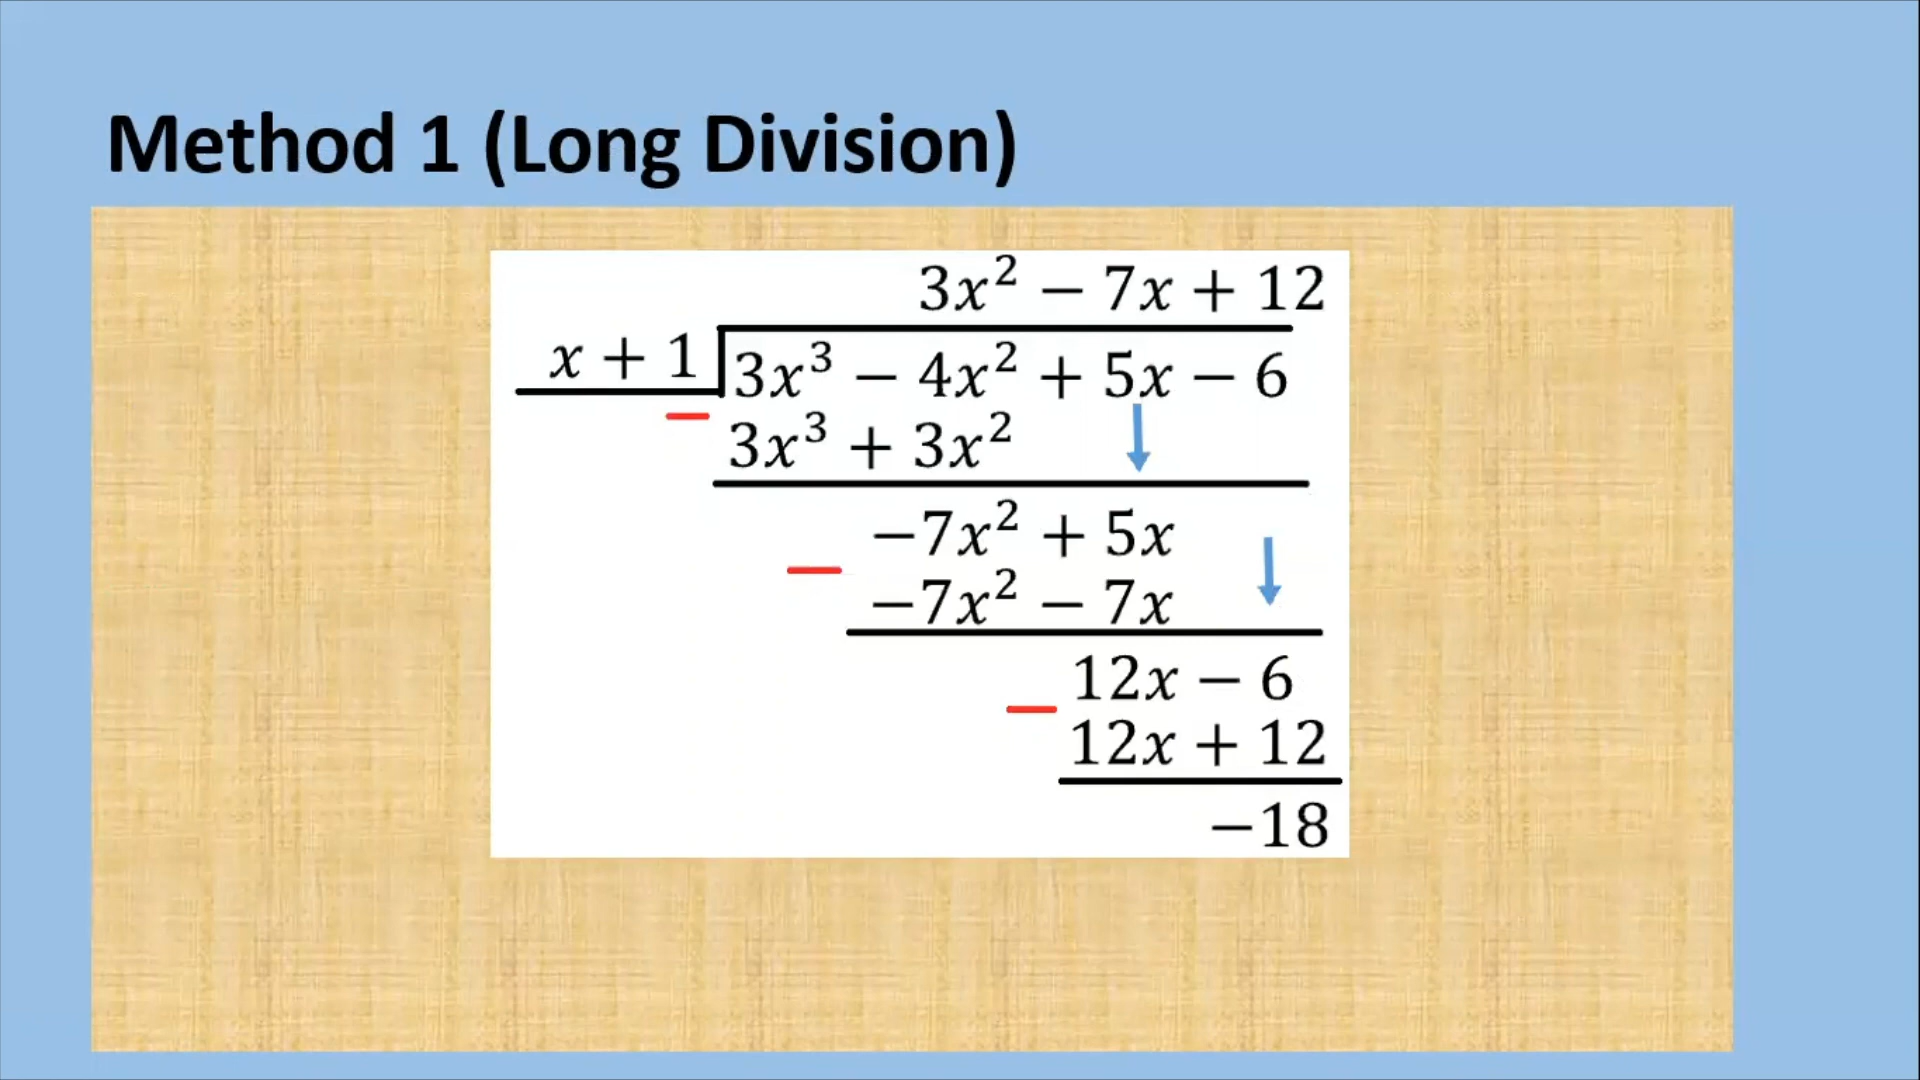 Method 1 (Long Division)
3x² − 7x + 12
x + 1
3x³ − 4x² + 5x − 6
−
3x³ + 3x²
−7x² + 5x
−
−7x² − 7x
12x − 6
−
12x + 12
−18